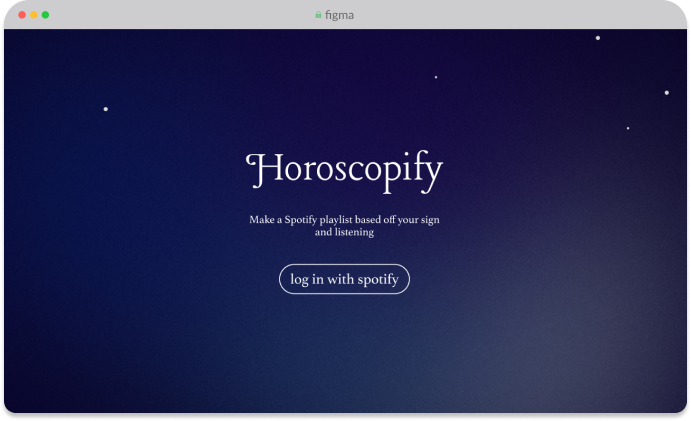 figma
Horoscopify
Make a Spotify playlist based off your sign
and listening
log in with spotify